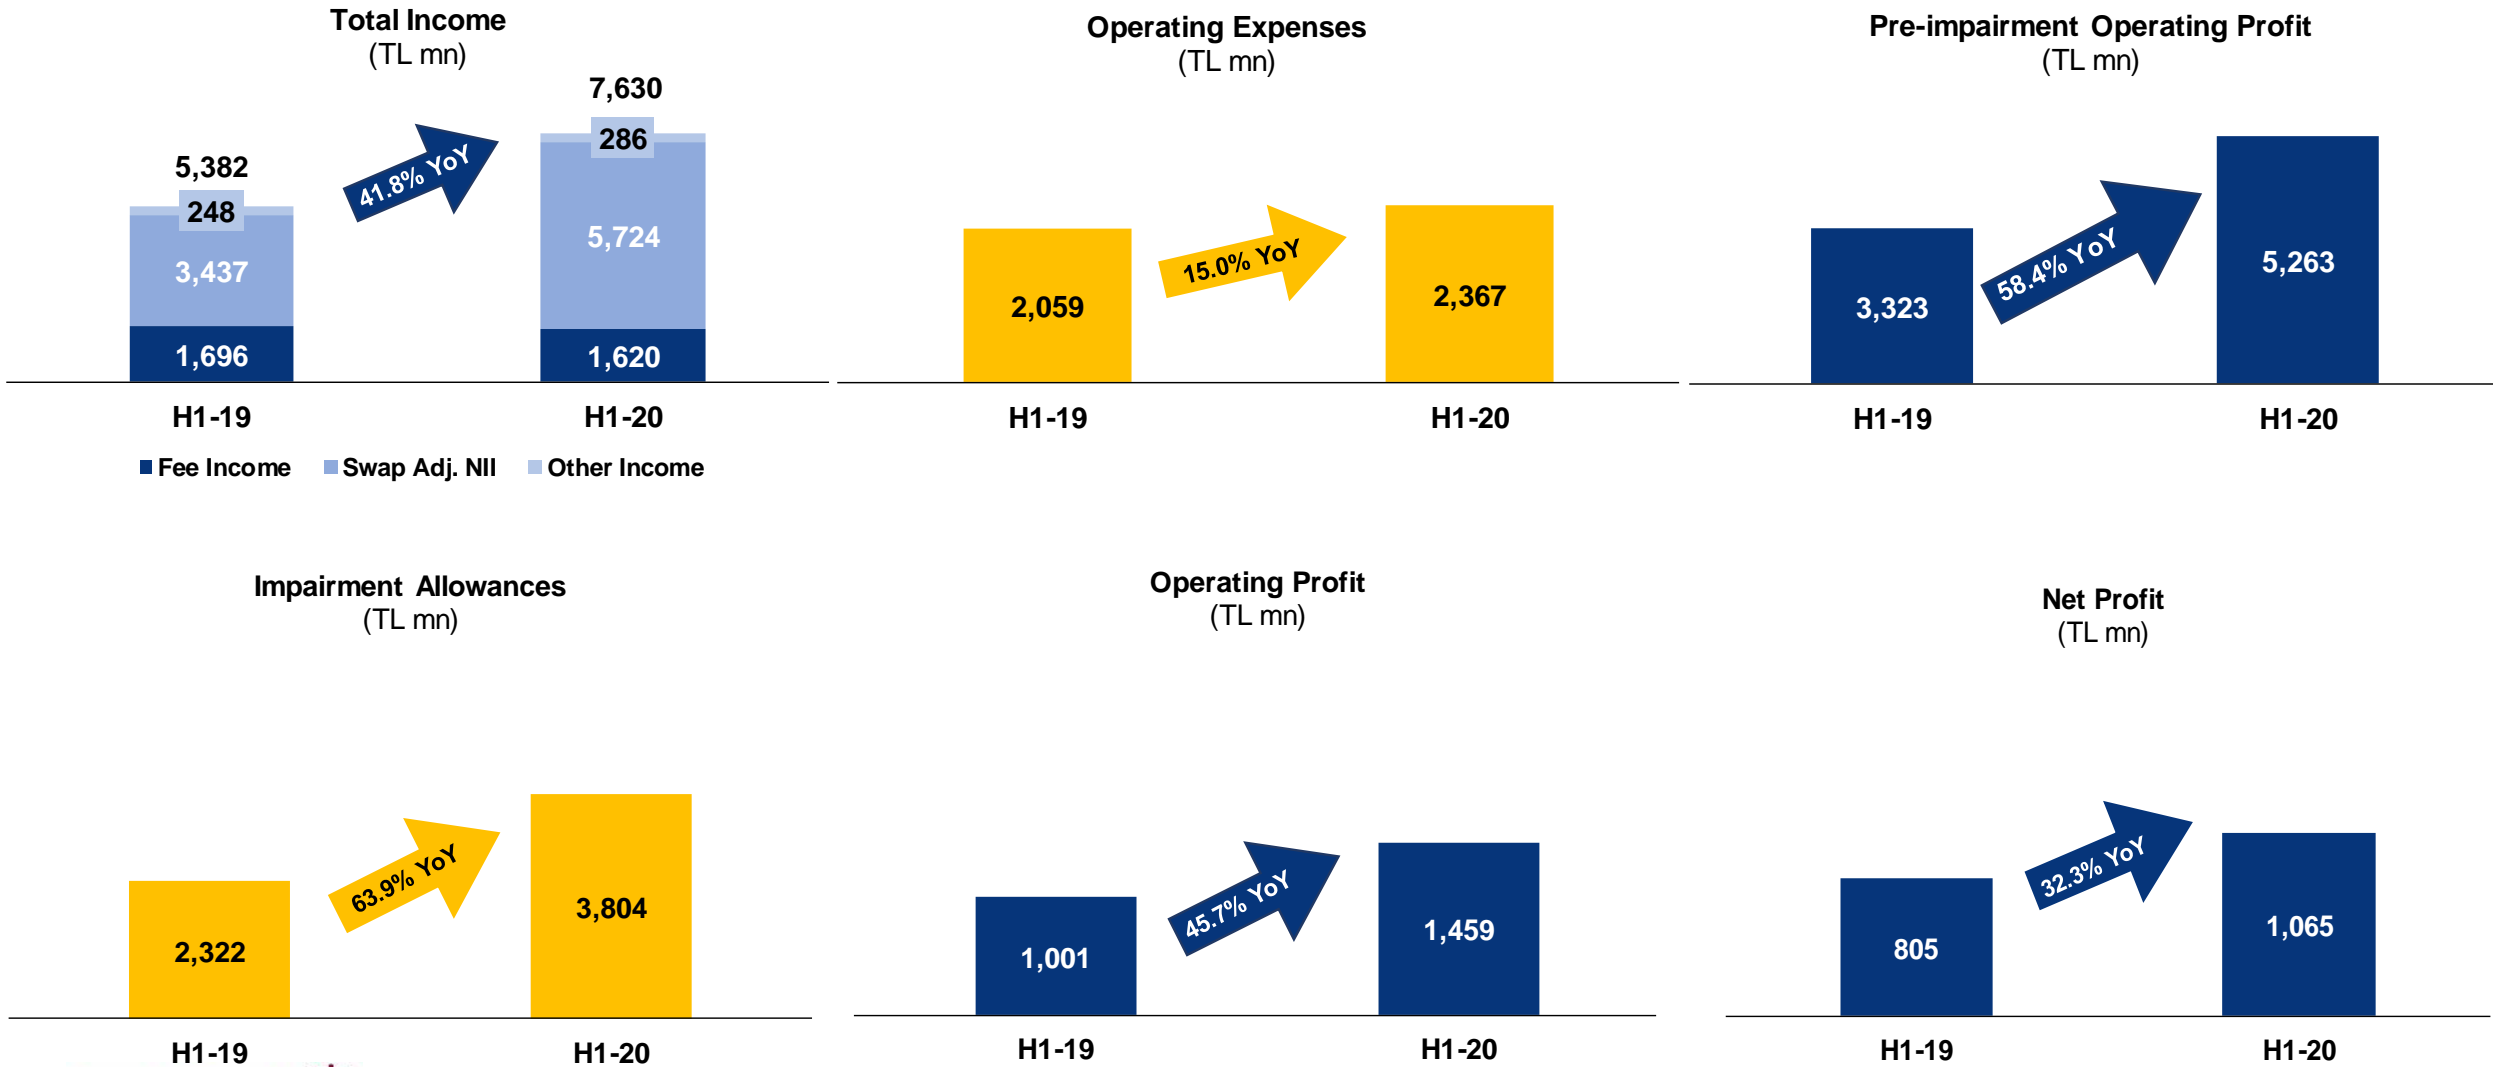 Total Income
(TL mn)
5,382
248
3,437
1,696
41.8% YoY
7,630
286
5,724
1,620
H1-19
H1-20
Fee Income
Swap Adj. NII
Other Income
Operating Expenses
(TL mn)
2,059
15.0% YoY
2,367
H1-19
H1-20
Pre-impairment Operating Profit
(TL mn)
3,323
58.4% YoY
5,263
H1-19
H1-20
Impairment Allowances
(TL mn)
2,322
63.9% YoY
3,804
H1-19
H1-20
Operating Profit
(TL mn)
1,001
45.7% YoY
1,459
H1-19
H1-20
Net Profit
(TL mn)
805
32.3% YoY
1,065
H1-19
H1-20